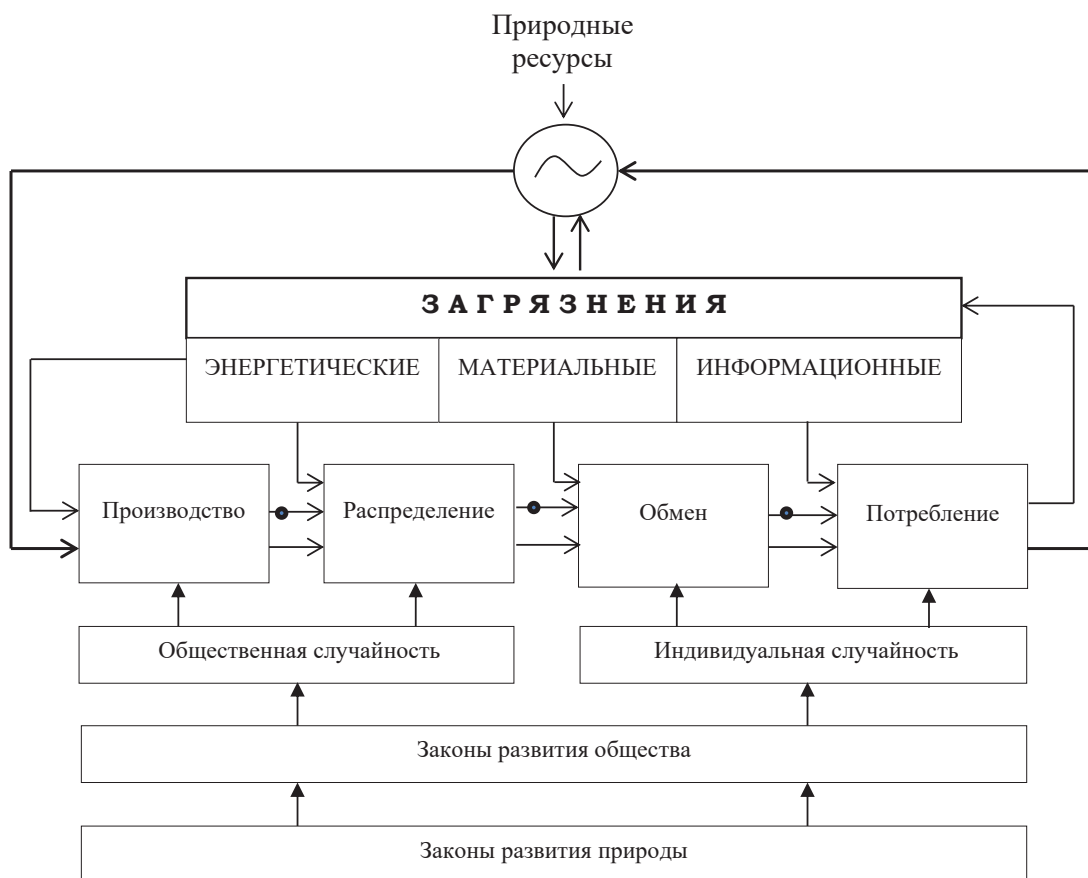 Природные
ресурсы
ЗАГРЯЗНЕНИЯ
ЭНЕРГЕТИЧЕСКИЕ
МАТЕРИАЛЬНЫЕ
ИНФОРМАЦИОННЫЕ
Производство
Распределение
Обмен
Потребление
Общественная случайность
Индивидуальная случайность
Законы развития общества
Законы развития природы